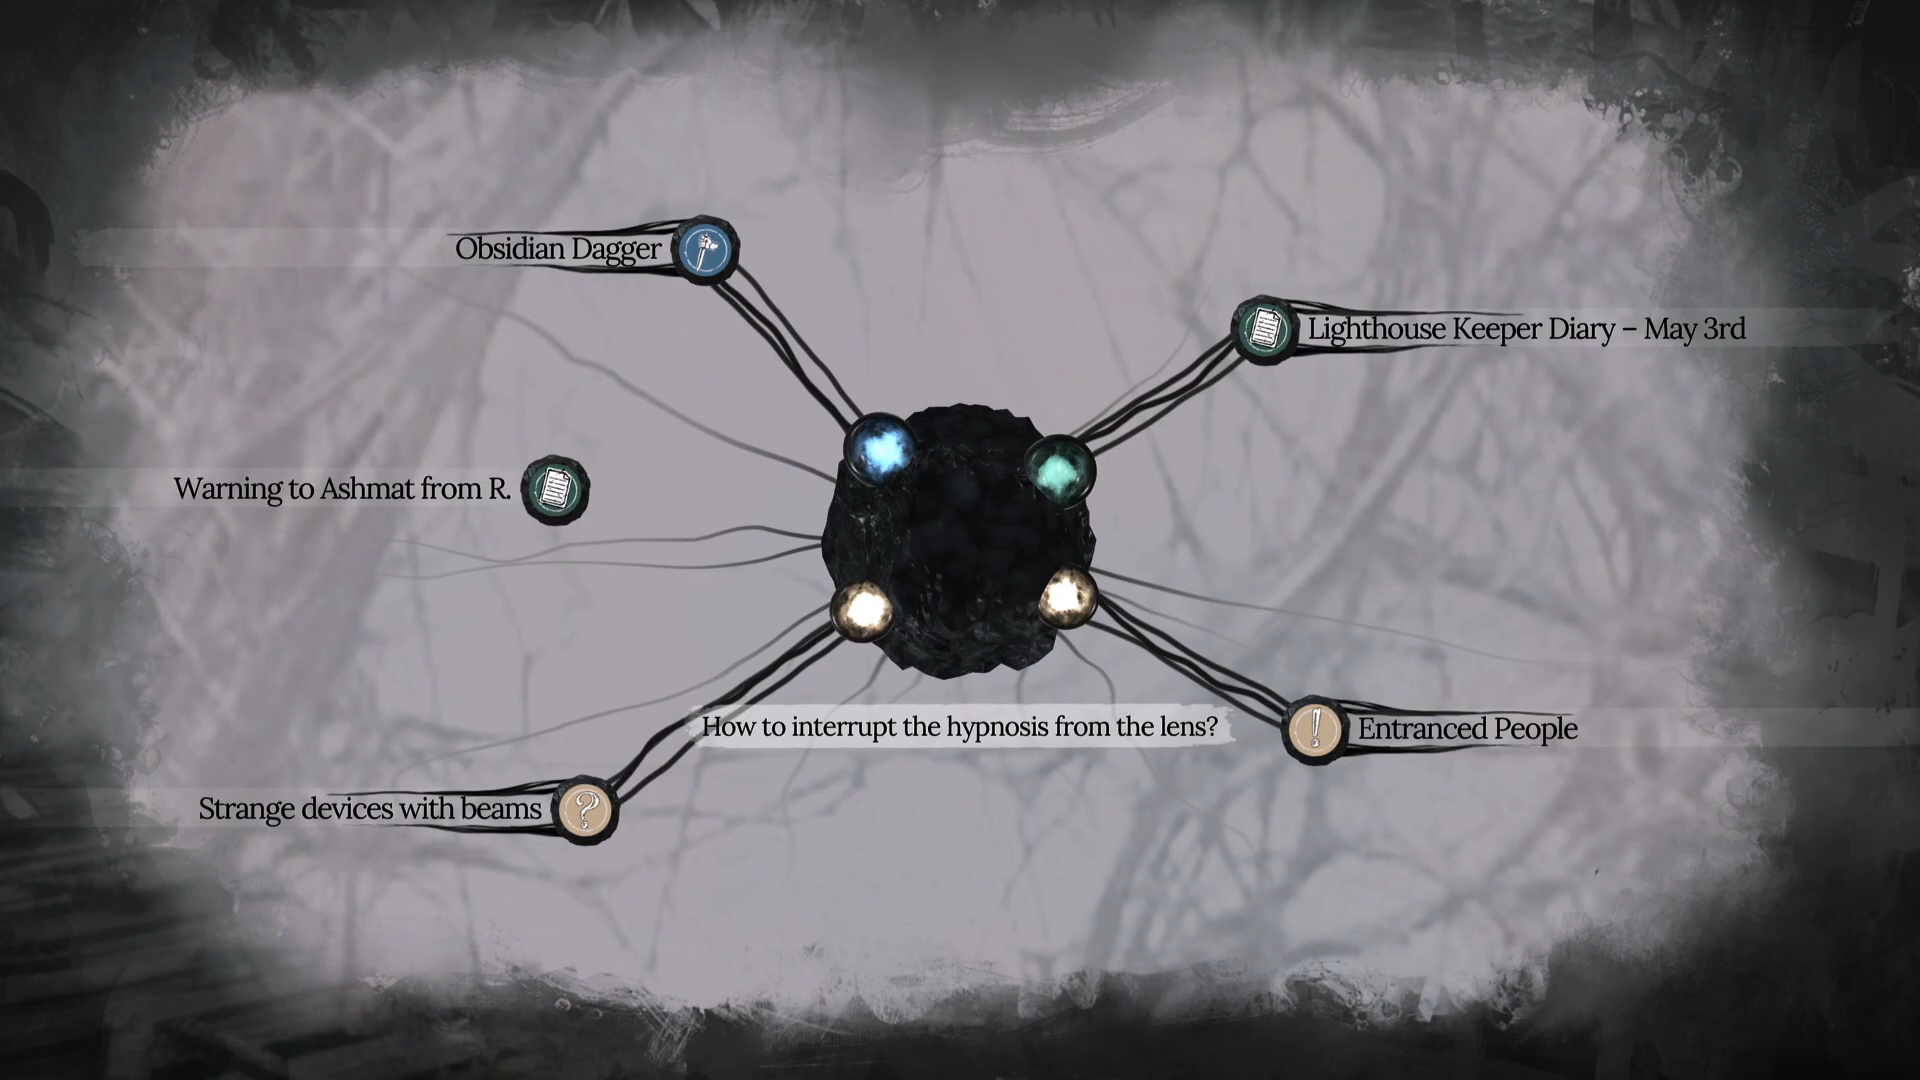 Obsidian Dagger
Lighthouse Keeper Diary – May 3rd
Warning to Ashmat from R.
How to interrupt the hypnosis from the lens?
Entranced People
Strange devices with beams